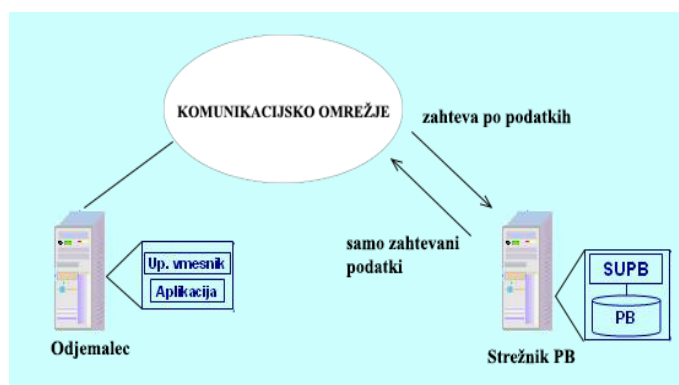 KOMUNIKACIJSKO OMREŽJE
zahteva po podatkih
samo zahtevani
podatki
Up. vmesnik
Aplikacija
Odjemalec
SUPB
PB
Strežnik PB